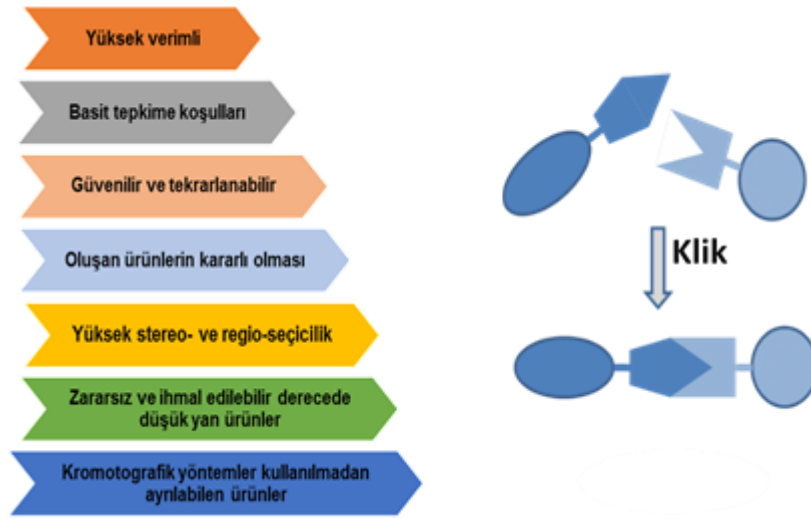 Yüksek verimli
Basit tepkime koşulları
Güvenilir ve tekrarlanabilir
Oluşan ürünlerin kararlı olması
Yüksek stereo- ve regio-seçicilik
Zararsız ve ihmal edilebilir derecede
düşük yan ürünler
Kromotografik yöntemler kullanılmadan
ayrılabilen ürünler
Klik